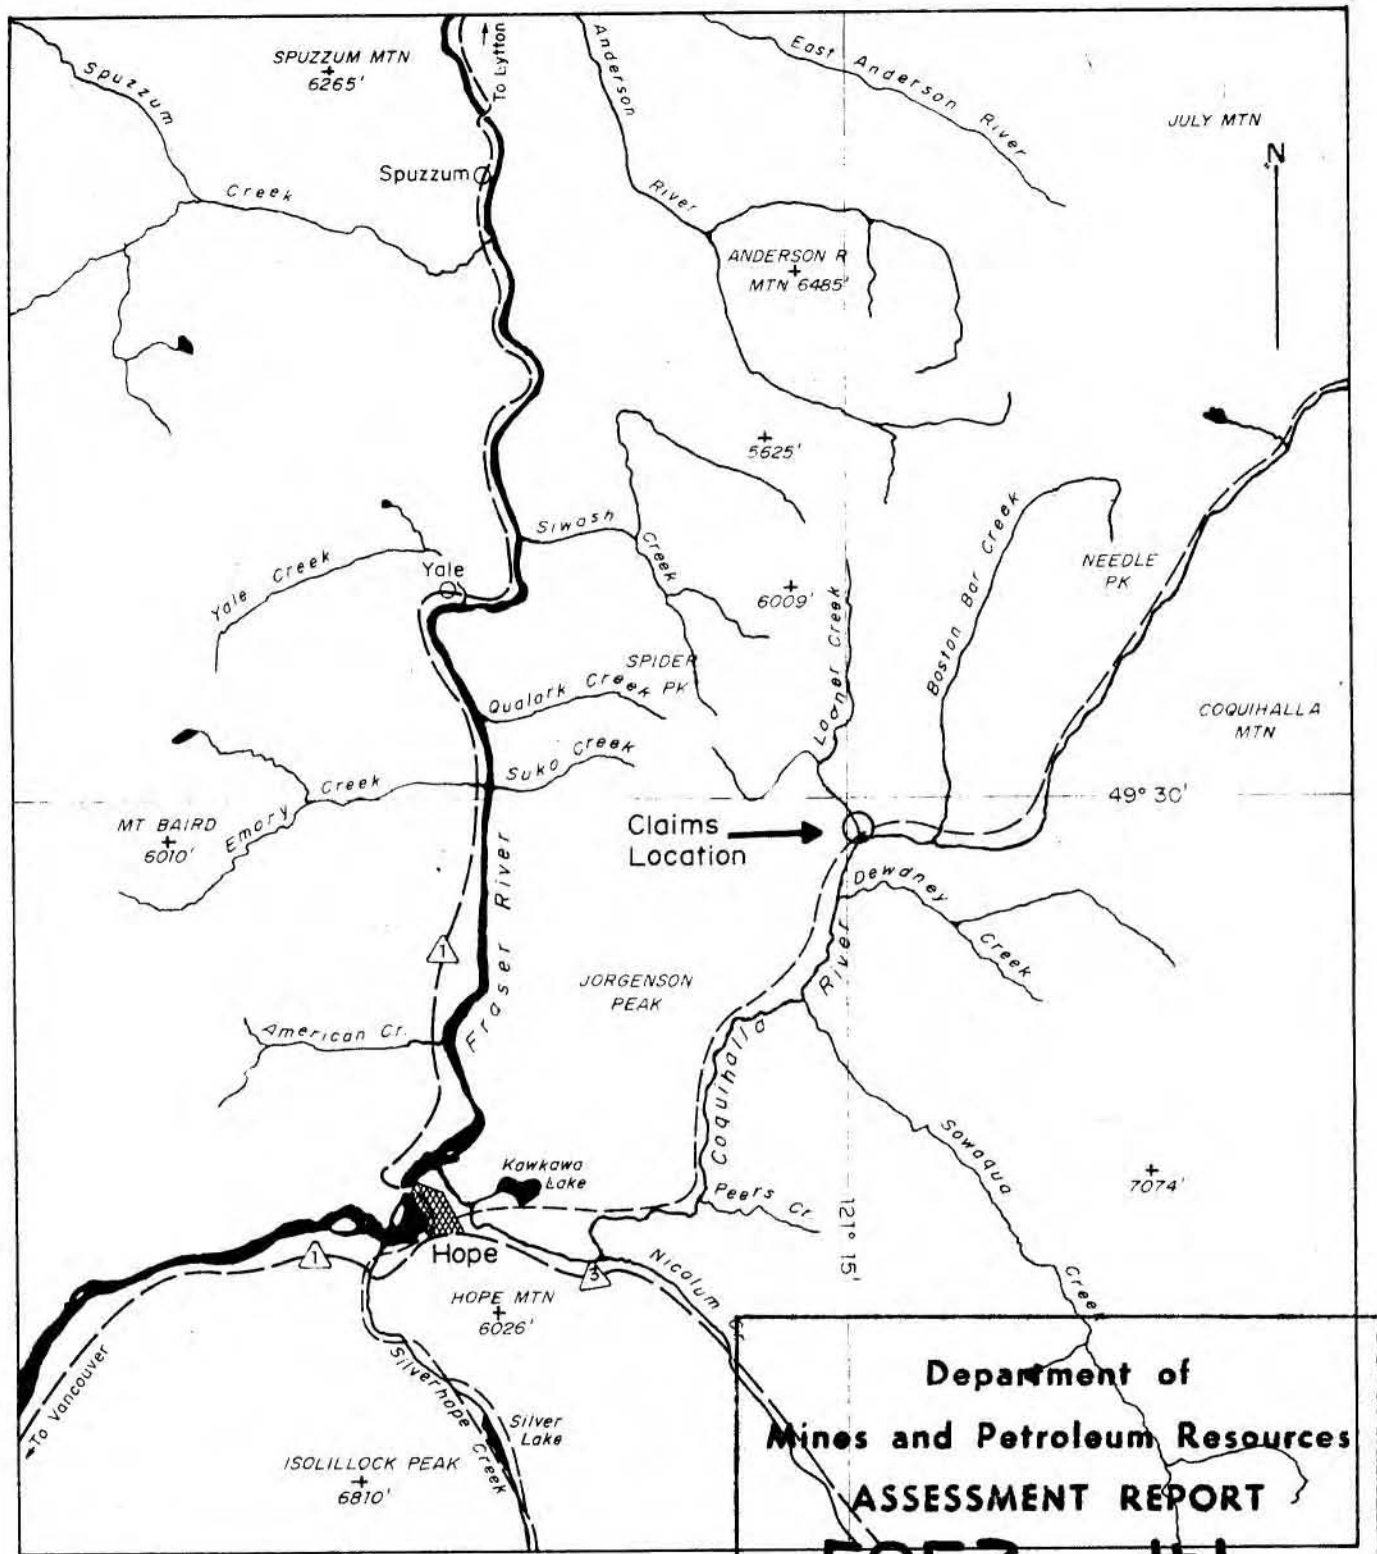 SPUZZUM MTN
6265'
To Lytton
Anderson
River
East Anderson River
JULY MTN
N
Spuzzum
Creek
Spuzzum
ANDERSON R
MTN 6485'
5625'
Siwash
Creek
Yale Creek
Yale
6009'
Boston Bar Creek
NEEDLE
PK
SPIDER
PK
Ladner Creek
Qualark Creek
COQUIHALLA
MTN
Suko Creek
Emory Creek
49° 30'
MT BAIRD
6010'
Claims
Location
Dewdney
Creek
Fraser River
1
JORGENSON
PEAK
American Cr.
Coquihalla River
Sowaqua
Creek
7074'
Kawkawa
Lake
Peers Cr.
121° 15'
Hope
1
3
Nicolum Cr.
HOPE MTN
6026'
To Vancouver
Silverhope
Creek
Silver
Lake
ISOLILLOCK PEAK
6810'
Department of
Mines and Petroleum Resources
ASSESSMENT REPORT